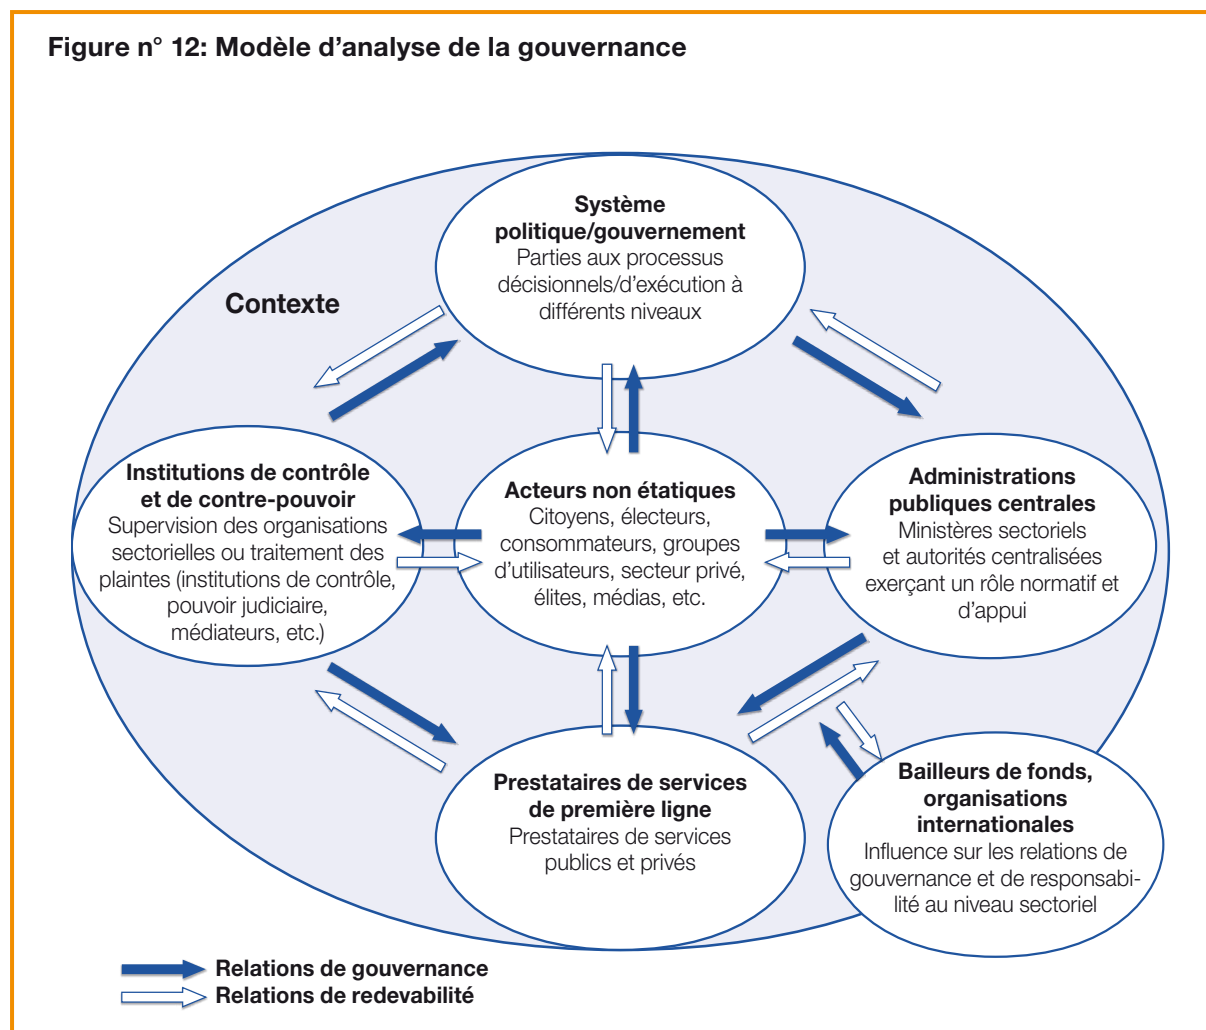 Figure n° 12: Modèle d’analyse de la gouvernance
Système
politique/gouvernement
Parties aux processus
décisionnels/d’exécution à
différents niveaux
Contexte
Institutions de contrôle
et de contre-pouvoir
Supervision des organisations
sectorielles ou traitement des
plaintes (institutions de contrôle,
pouvoir judiciaire,
médiateurs, etc.)
Acteurs non étatiques
Citoyens, électeurs,
consommateurs, groupes
d’utilisateurs, secteur privé,
élites, médias, etc.
Administrations
publiques centrales
Ministères sectoriels
et autorités centralisées
exerçant un rôle normatif et
d’appui
Prestataires de services
de première ligne
Prestataires de services
publics et privés
Bailleurs de fonds,
organisations
internationales
Influence sur les relations de
gouvernance et de responsabi-
lité au niveau sectoriel
Relations de gouvernance
Relations de redevabilité